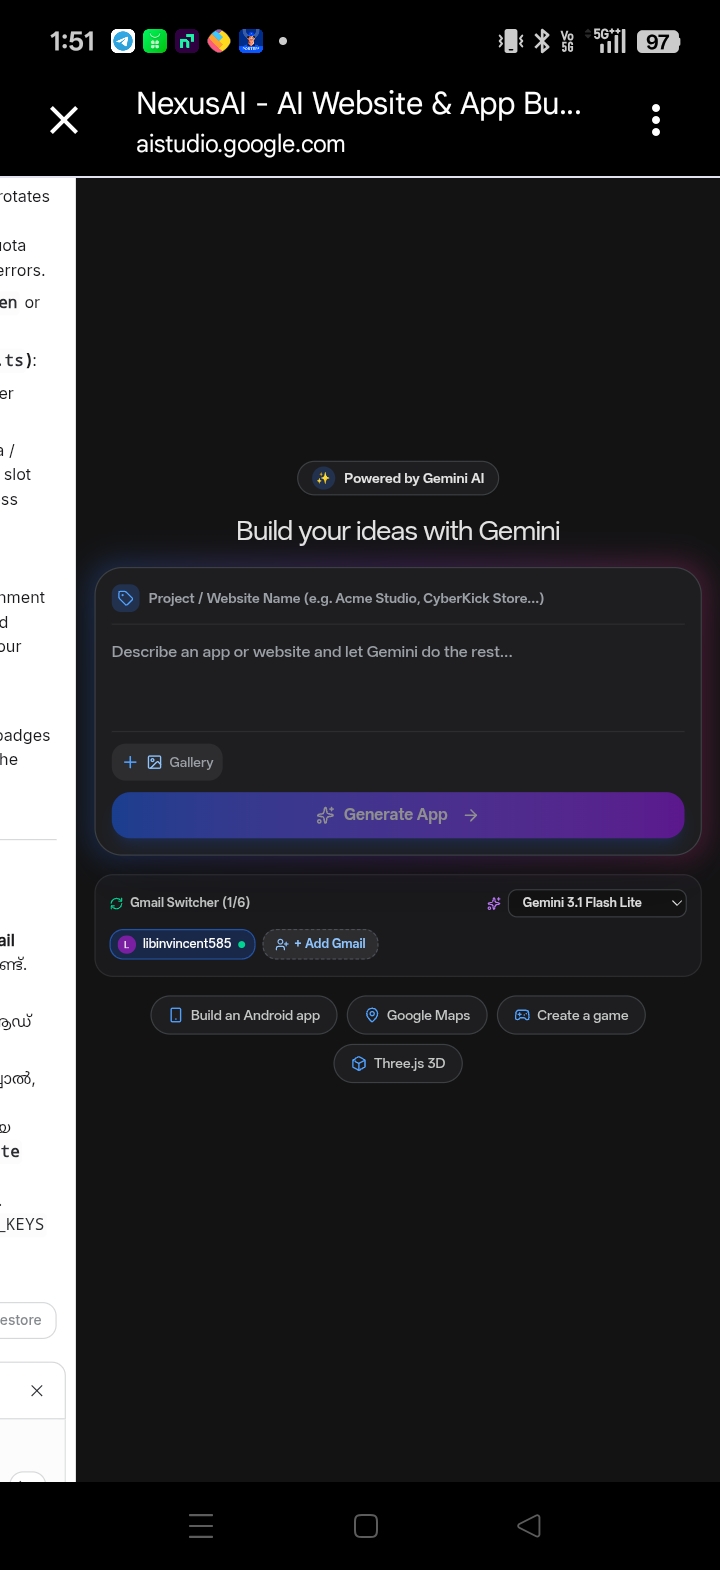 1:51
Vo 5G
5G++
97
NexusAI - AI Website & App Bu...
aistudio.google.com
rotates
errors.
en or
.ts):
er
a /
slot
ss
d
our
badges
he
Powered by Gemini AI
Build your ideas with Gemini
Project / Website Name (e.g. Acme Studio, CyberKick Store...)
Describe an app or website and let Gemini do the rest...
Gallery
Generate App
Gmail Switcher (1/6)
Gemini 3.1 Flash Lite
L libinvincent585
+ Add Gmail
Build an Android app
Google Maps
Create a game
Three.js 3D
ail
te
_KEYS
estore